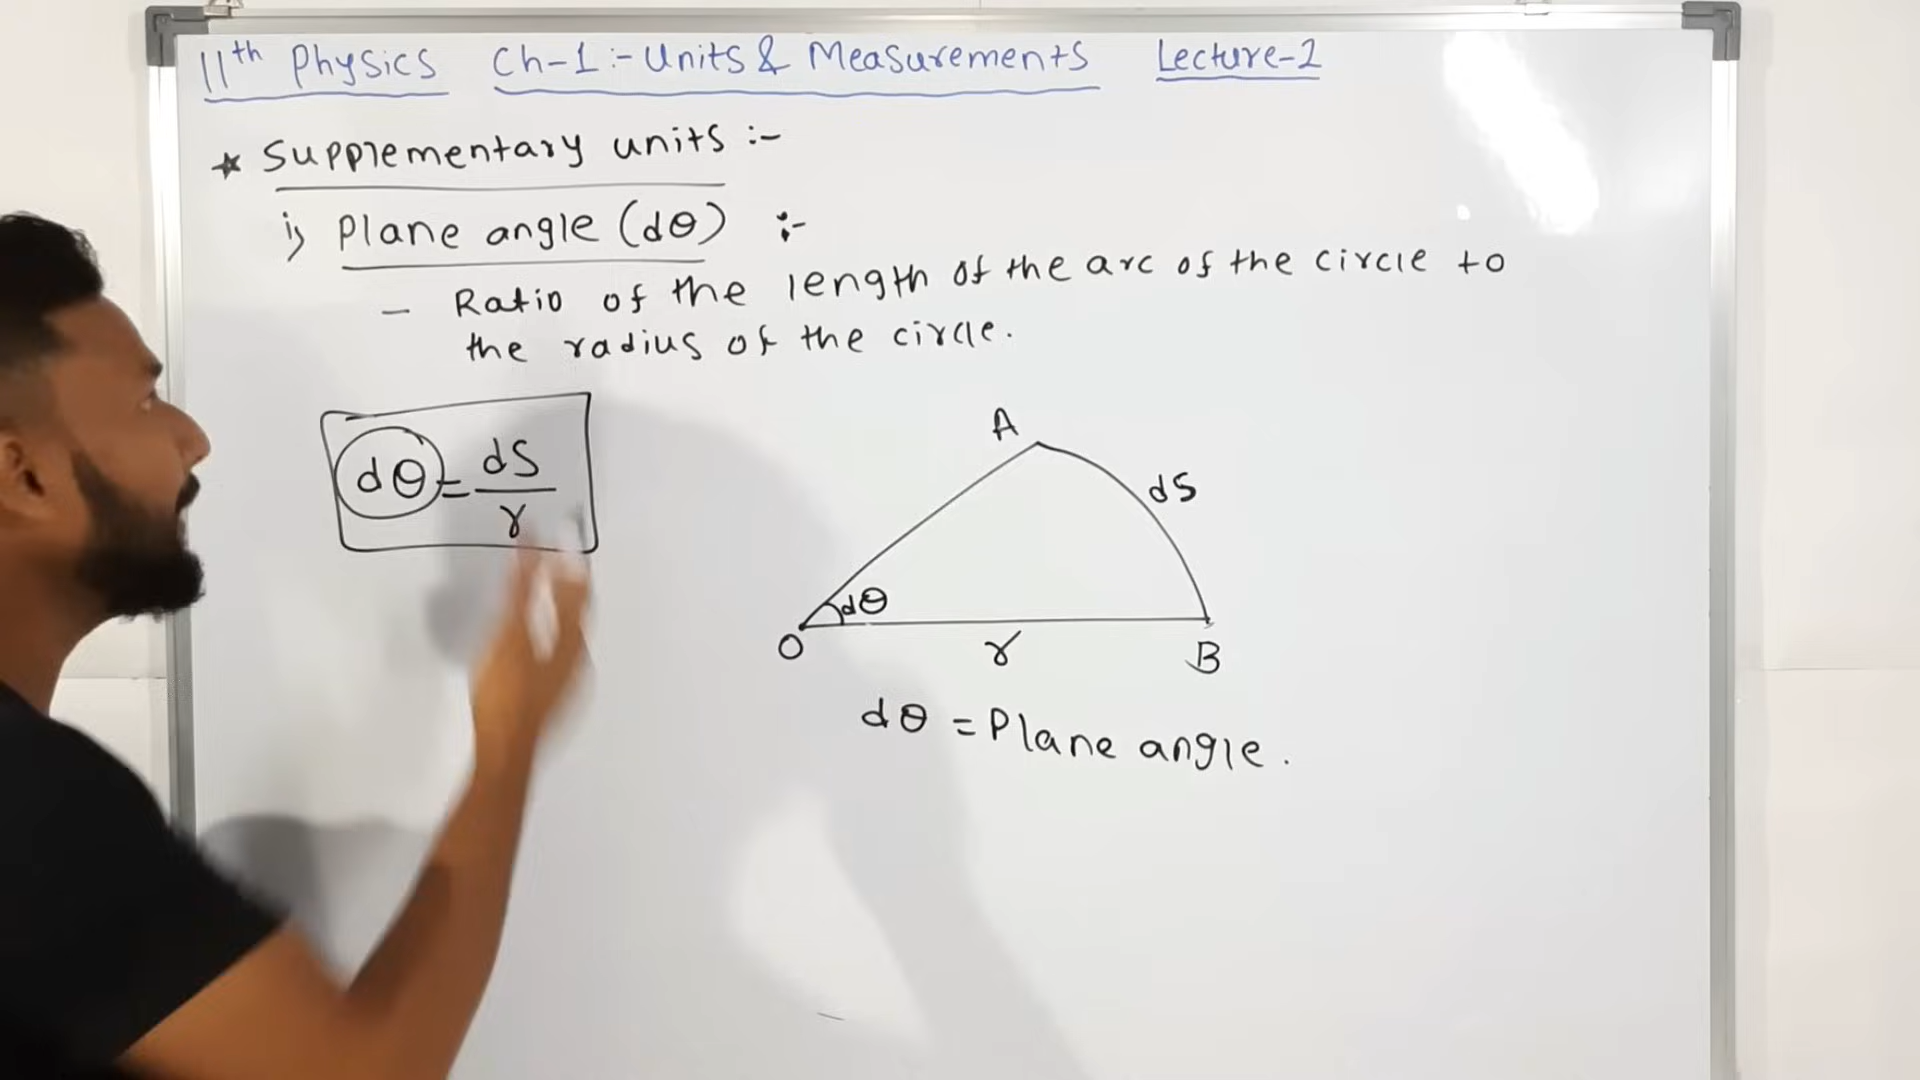 11th Physics Ch-1:- Units & Measurements Lecture-2
* Supplementary units :-
i) Plane angle (dθ) :-
- Ratio of the length of the arc of the circle to
the radius of the circle.
dθ = dS/r
A
dS
dθ
O r B
dθ = Plane angle.